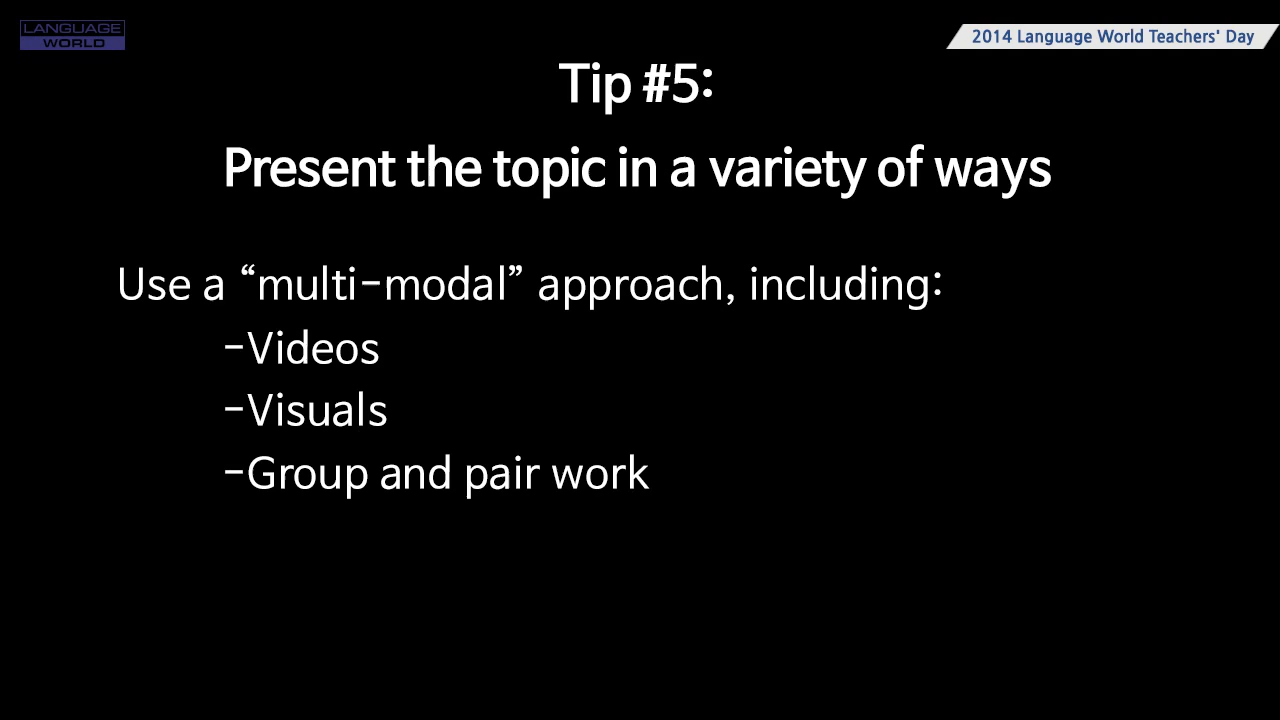 LANGUAGE
WORLD
2014 Language World Teachers' Day
Tip #5:
Present the topic in a variety of ways
Use a “multi-modal” approach, including:
-Videos
-Visuals
-Group and pair work